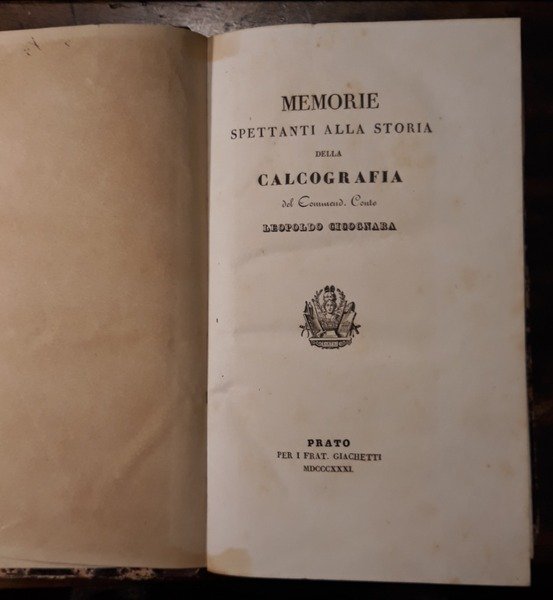 MEMORIE
SPETTANTI ALLA STORIA
DELLA
CALCOGRAFIA
del Commend. Conte
LEOPOLDO CICOGNARA
PRATO
PER I FRAT. GIACHETTI
MDCCCXXXI.